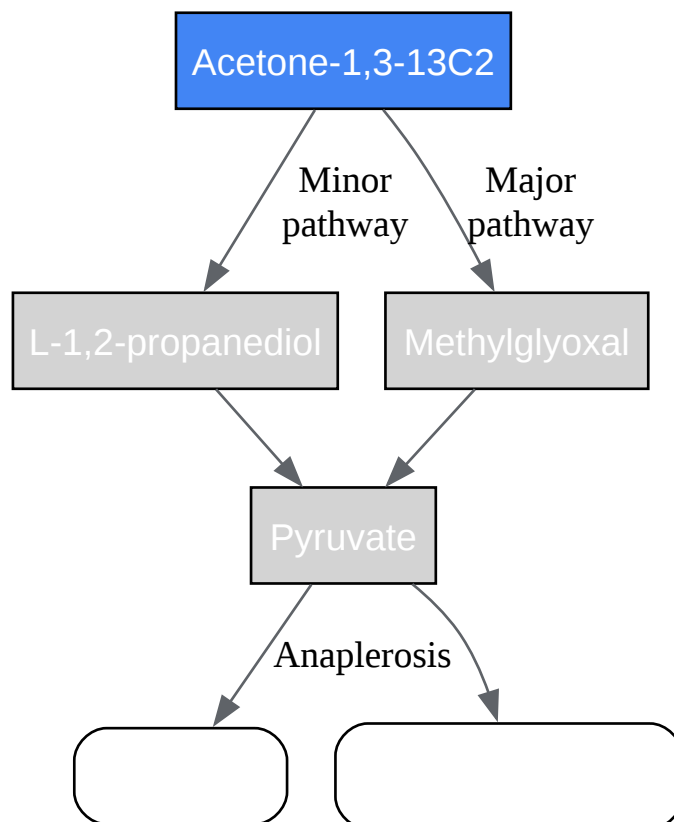 Acetone-1,3-13C2
Minor
pathway
Major
pathway
L-1,2-propanediol
Methylglyoxal
Pyruvate
Anaplerosis